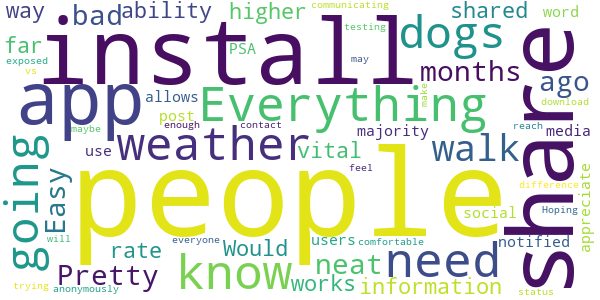 way bad ability higher communicating shared word
far install PSA testing dogs share
exposed vs app allows may months ago
Everything post make download
maybe weather enough contact majority walk reach media
going Easy use vital feel difference appreciate
people social Hoping
will everyone users comfortable notified
rate Would neat need
trying Pretty know works information status
anonymously